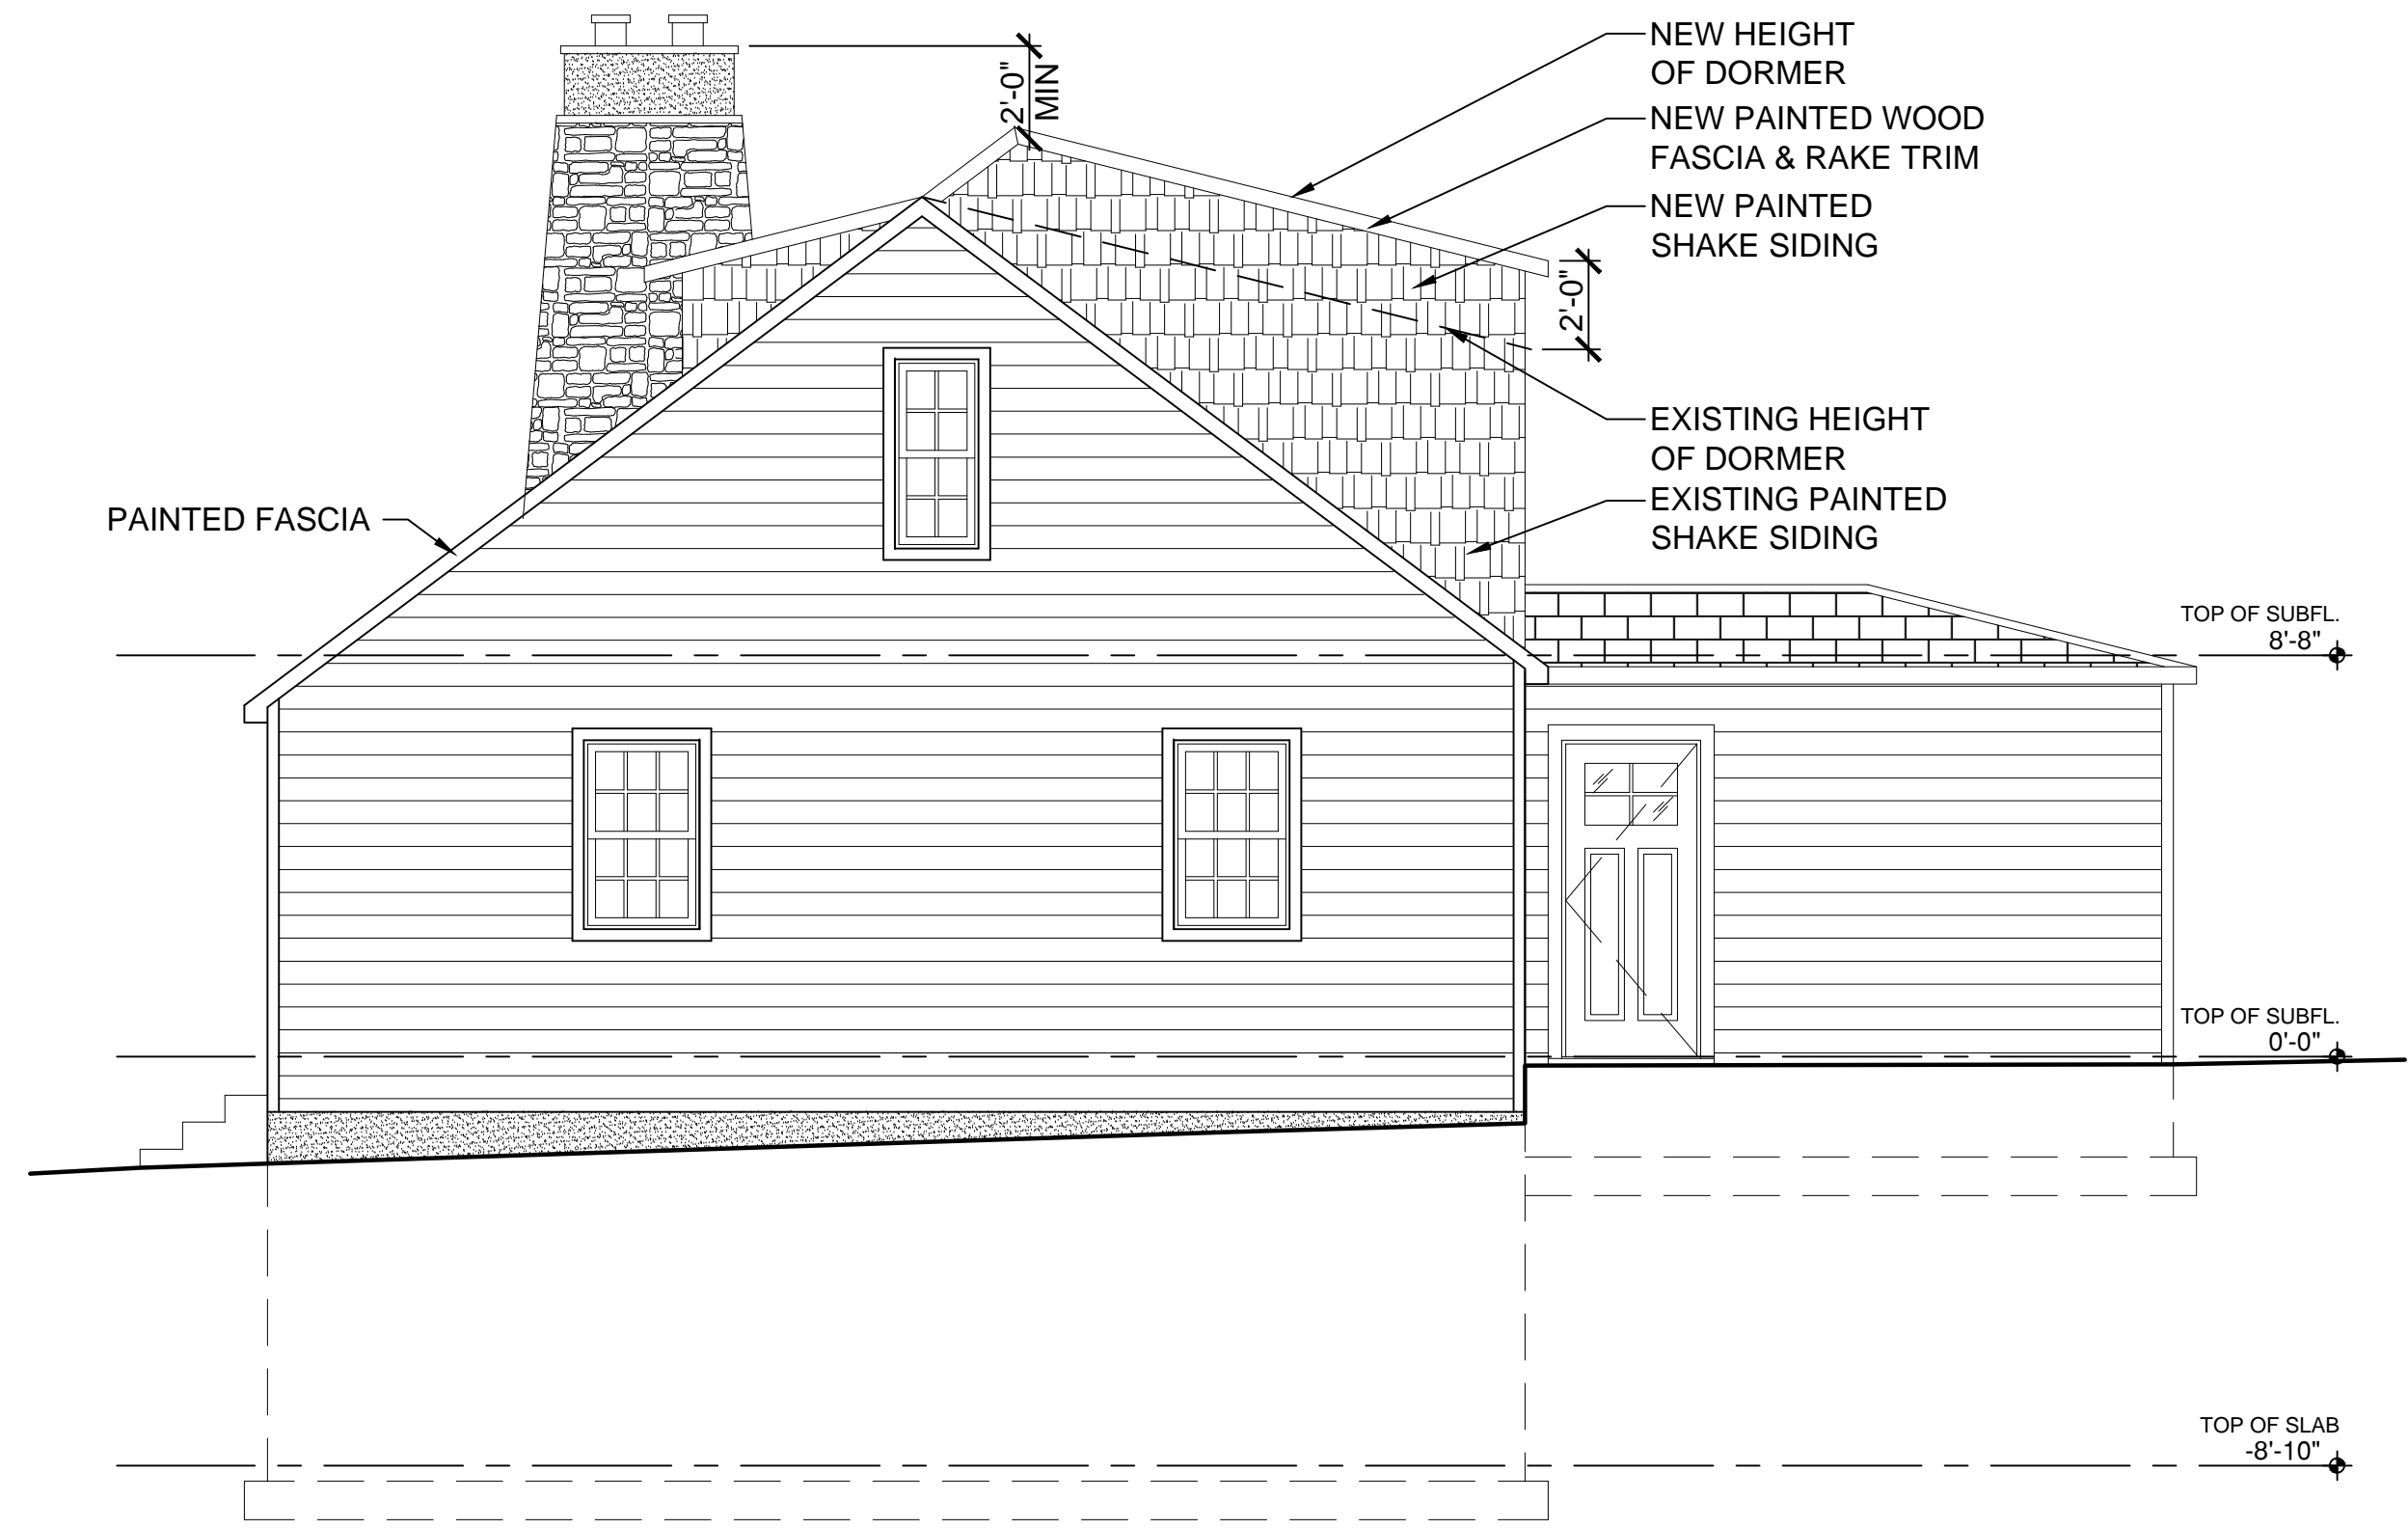 2'-0"
MIN
NEW HEIGHT
OF DORMER
NEW PAINTED WOOD
FASCIA & RAKE TRIM
NEW PAINTED
SHAKE SIDING
2'-0"
EXISTING HEIGHT
OF DORMER
EXISTING PAINTED
SHAKE SIDING
PAINTED FASCIA
TOP OF SUBFL.
8'-8"
TOP OF SUBFL.
0'-0"
TOP OF SLAB
-8'-10"